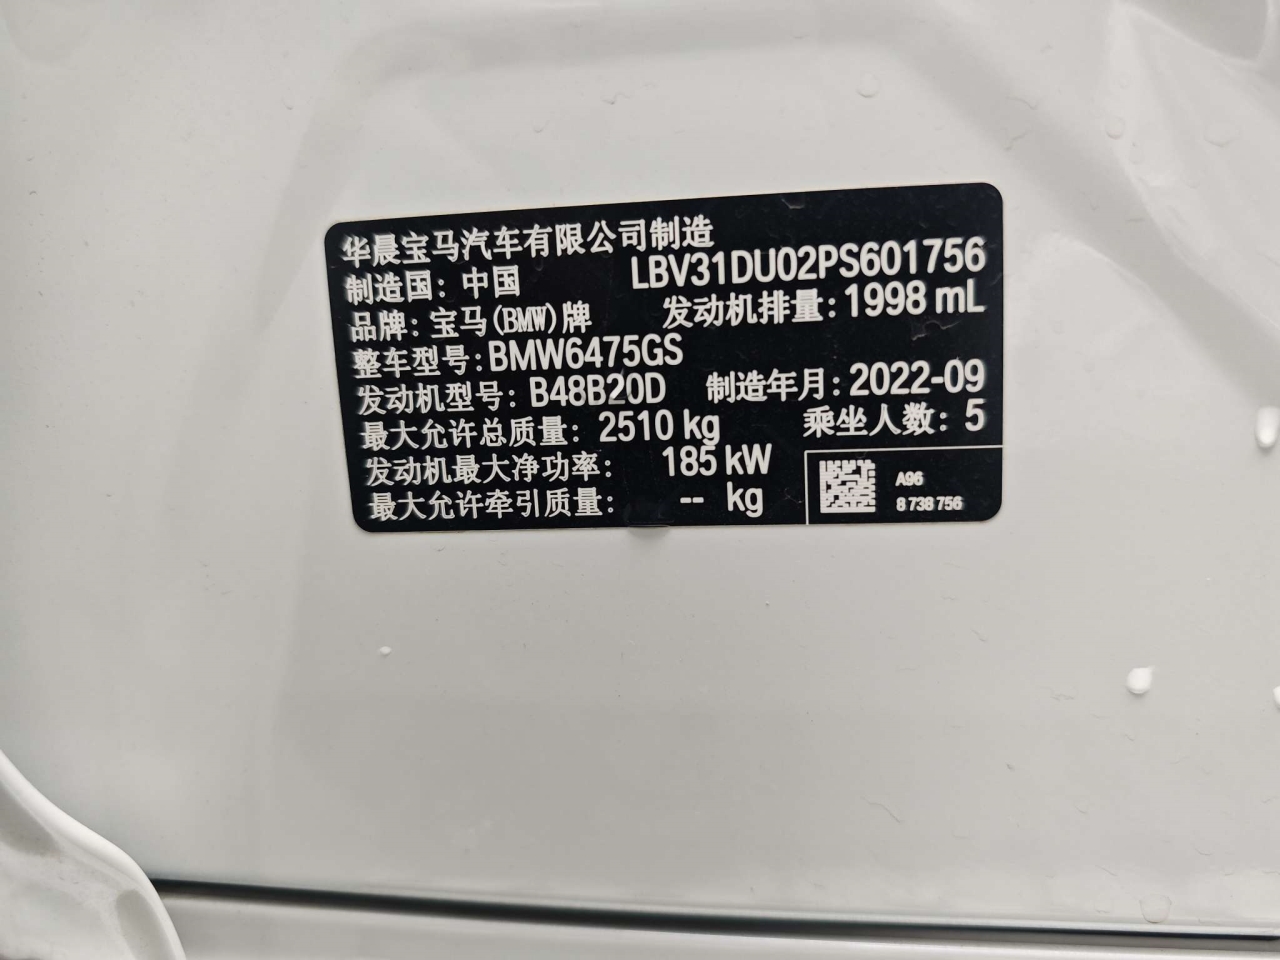 华晨宝马汽车有限公司制造
制造国: 中国 LBV31DU02PS601756
品牌: 宝马(BMW)牌 发动机排量: 1998 mL
整车型号: BMW6475GS
发动机型号: B48B20D 制造年月: 2022-09
最大允许总质量: 2510 kg 乘坐人数: 5
发动机最大净功率: 185 kW
最大允许牵引质量: -- kg
A96
8 738 756